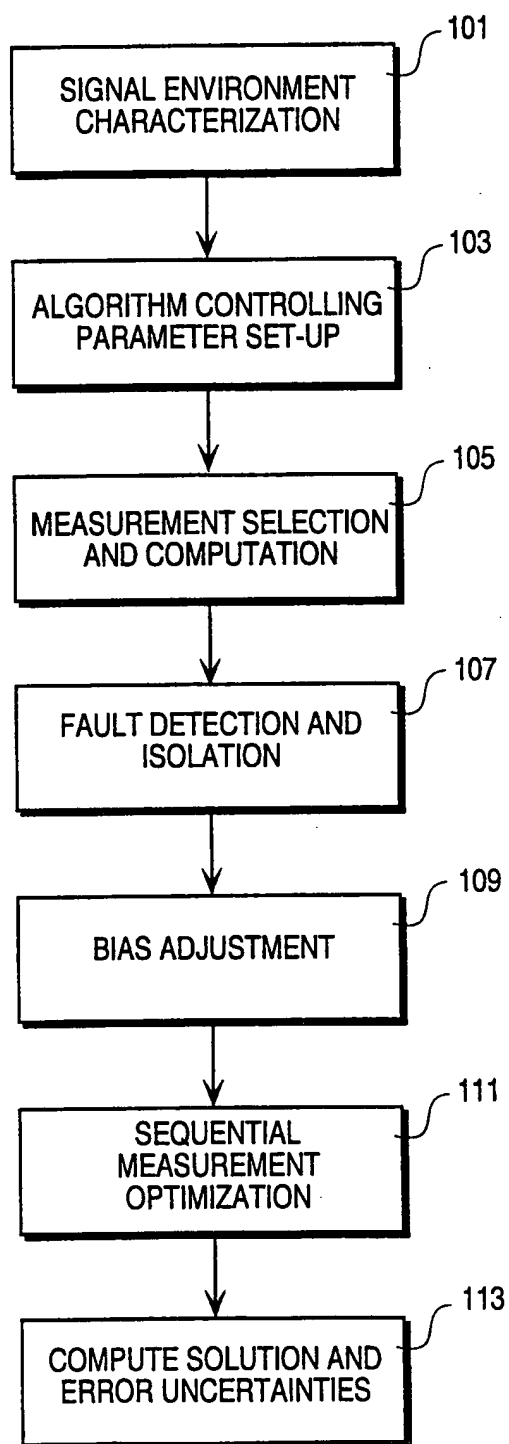 101
SIGNAL ENVIRONMENT
CHARACTERIZATION
103
ALGORITHM CONTROLLING
PARAMETER SET-UP
105
MEASUREMENT SELECTION
AND COMPUTATION
107
FAULT DETECTION AND
ISOLATION
109
BIAS ADJUSTMENT
111
SEQUENTIAL
MEASUREMENT
OPTIMIZATION
113
COMPUTE SOLUTION AND
ERROR UNCERTAINTIES